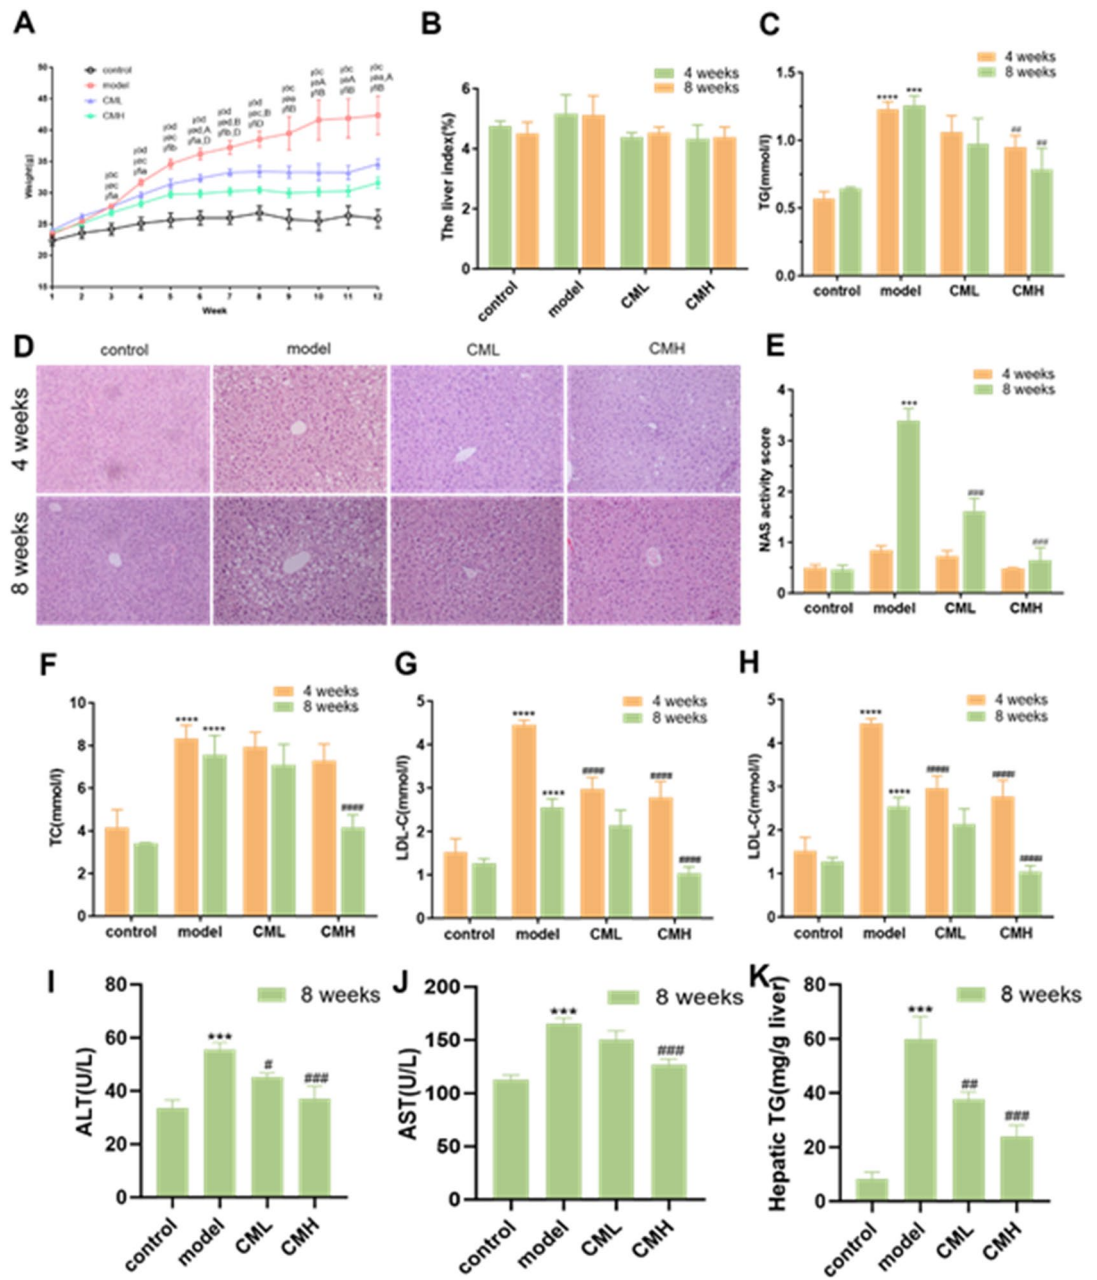 A
50
45
40
35
30
25
20
15
Weight(g)
control
model
CML
CMH
1 2 3 4 5 6 7 8 9 10 11 12
Week
B
4 weeks
8 weeks
The liver index(%)
6
4
2
0
control model CML CMH
C
4 weeks
8 weeks
TG(mmol/l)
1.5
1.0
0.5
0.0
**** *** ## ##
control model CML CMH
D
control model CML CMH
4 weeks
8 weeks
E
4 weeks
8 weeks
NAS activity score
4
3
2
1
0
*** ### ###
control model CML CMH
F
4 weeks
8 weeks
TC(mmol/l)
10
8
6
4
2
0
**** **** ####
control model CML CMH
G
4 weeks
8 weeks
LDL-C(mmol/l)
5
4
3
2
1
0
**** **** #### #### ####
control model CML CMH
H
4 weeks
8 weeks
LDL-C(mmol/l)
5
4
3
2
1
0
**** ****
control model CML CMH
I
8 weeks
ALT(U/L)
80
60
40
20
0
*** # ###
control model CML CMH
J
8 weeks
AST(U/L)
200
150
100
50
0
*** ###
control model CML CMH
K
8 weeks
Hepatic TG(mg/g liver)
80
60
40
20
0
*** ## ###
control model CML CMH